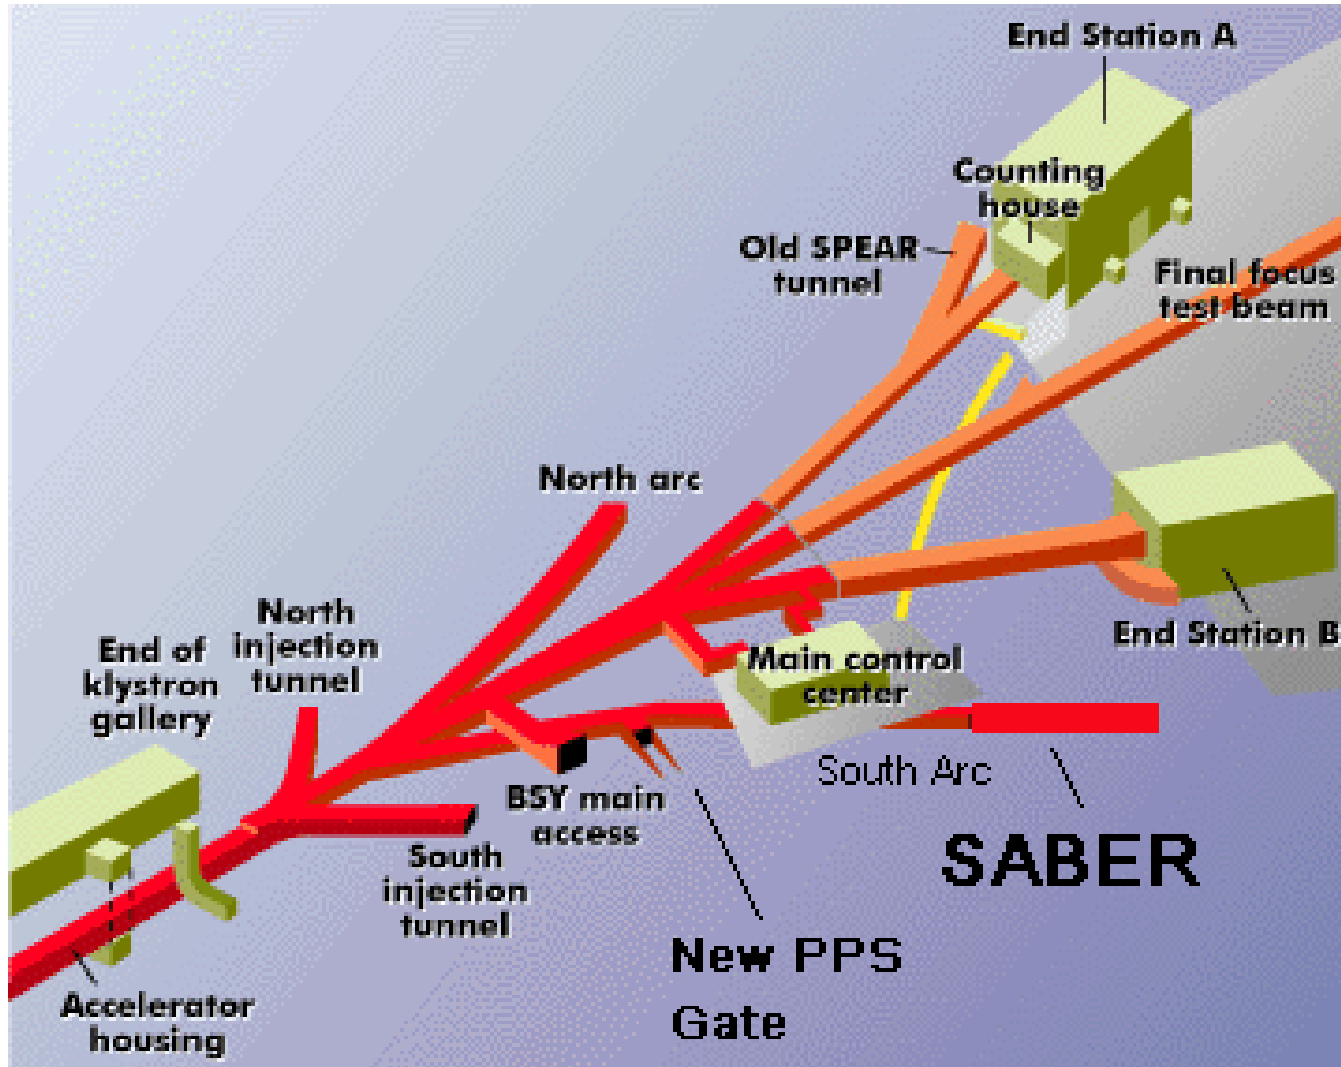 End Station A
Counting
house
Old SPEAR
tunnel
Final focus
test beam
North arc
North
injection
tunnel
End of
klystron
gallery
End Station B
Main control
center
South Arc
BSY main
access
SABER
South
injection
tunnel
New PPS
Gate
Accelerator
housing